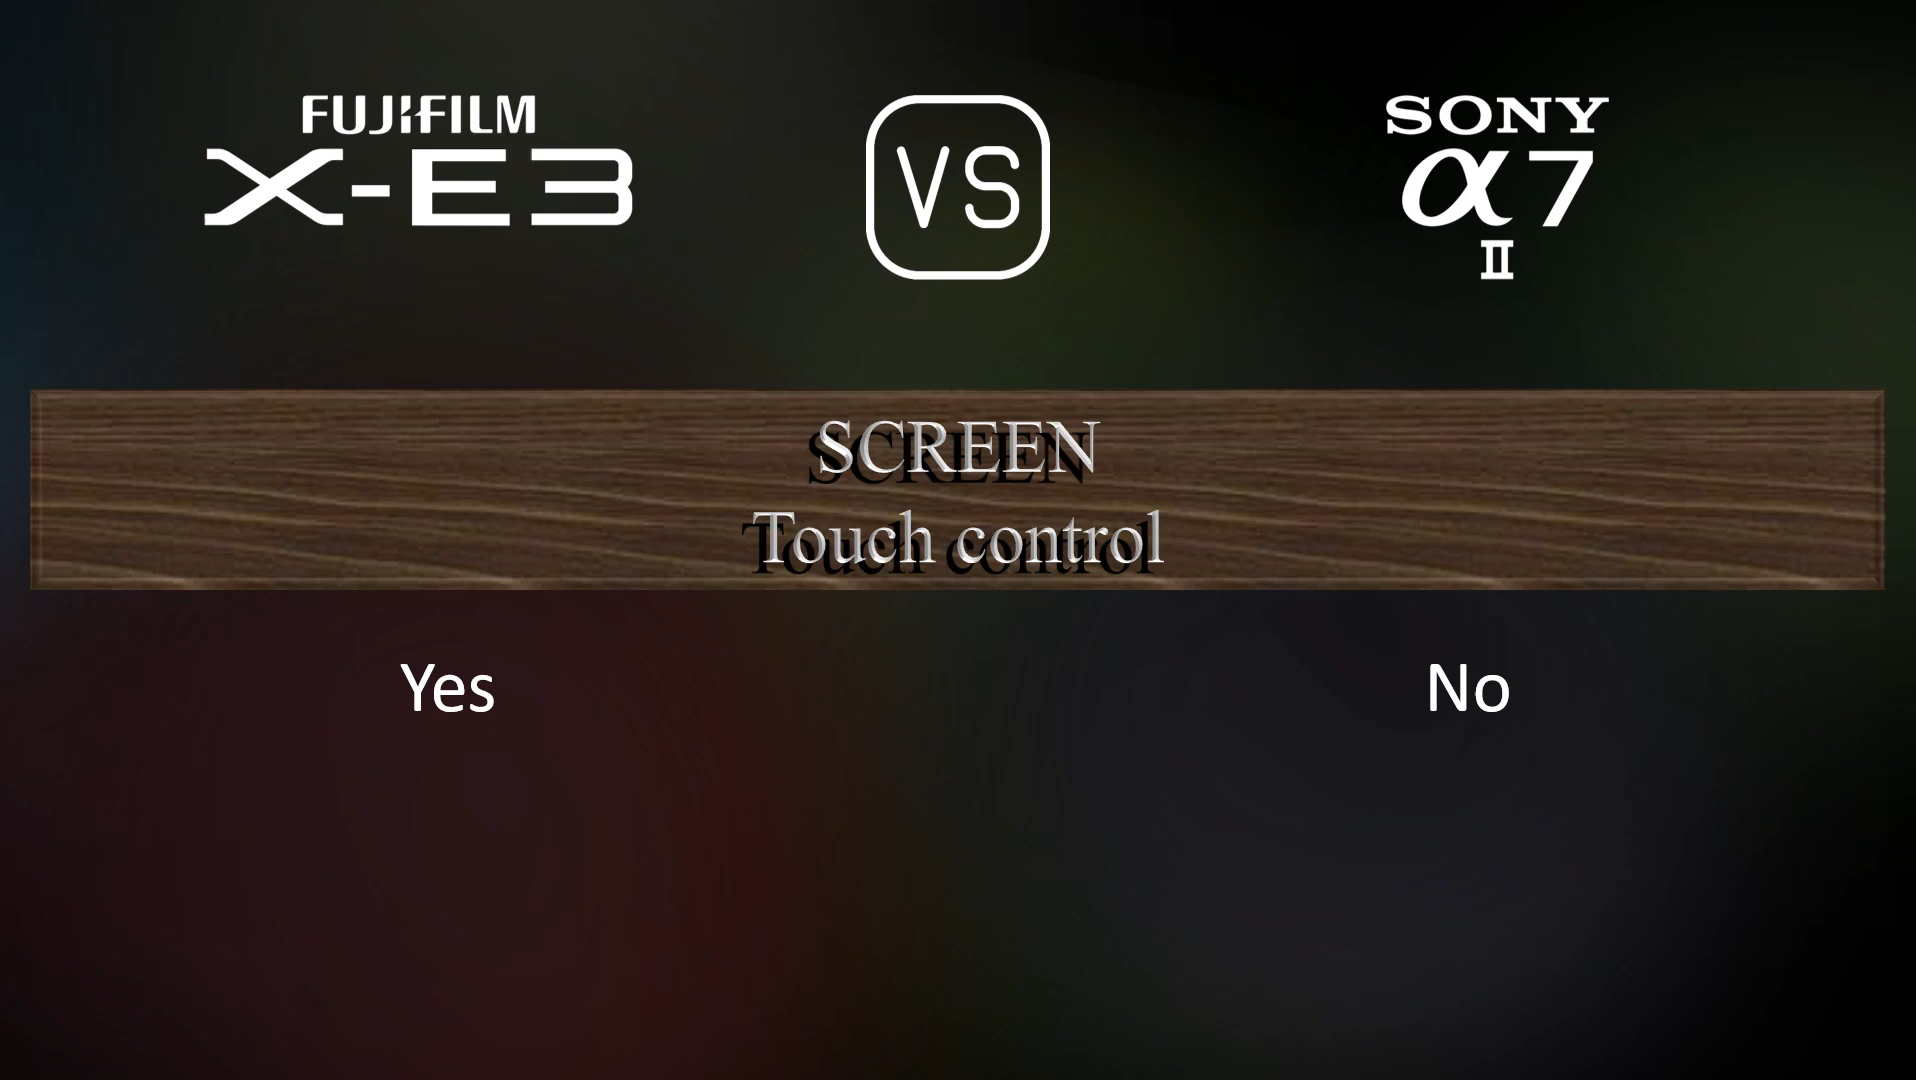 FUJIFILM
X-E3
VS
SONY
α7
II
SCREEN
Touch control
Yes
No